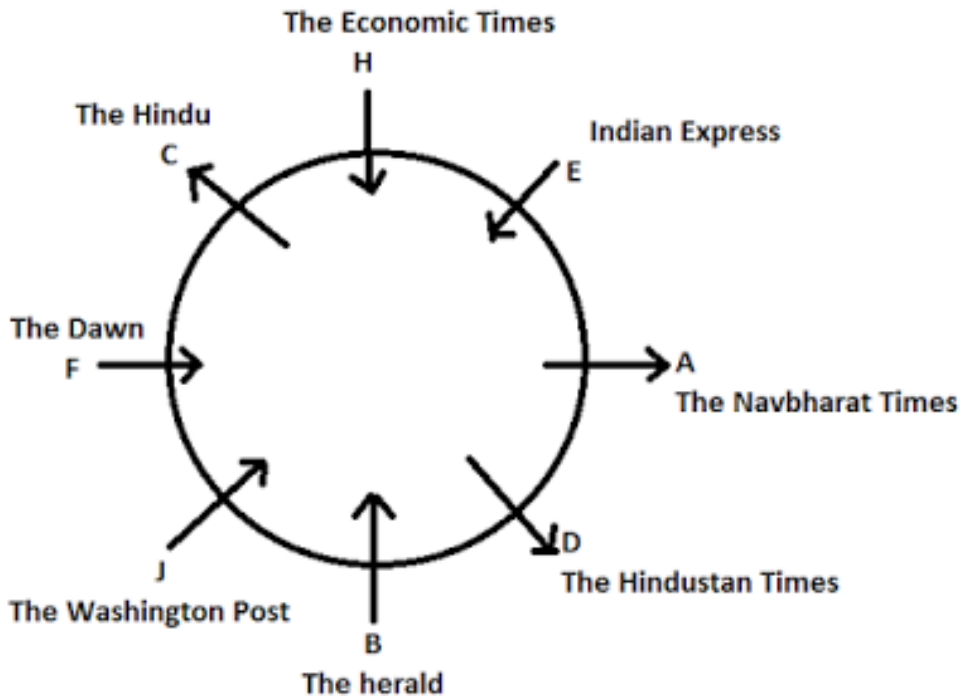 The Economic Times
H
The Hindu
C
Indian Express
E
The Dawn
F
A
The Navbharat Times
D
The Hindustan Times
J
The Washington Post
B
The herald